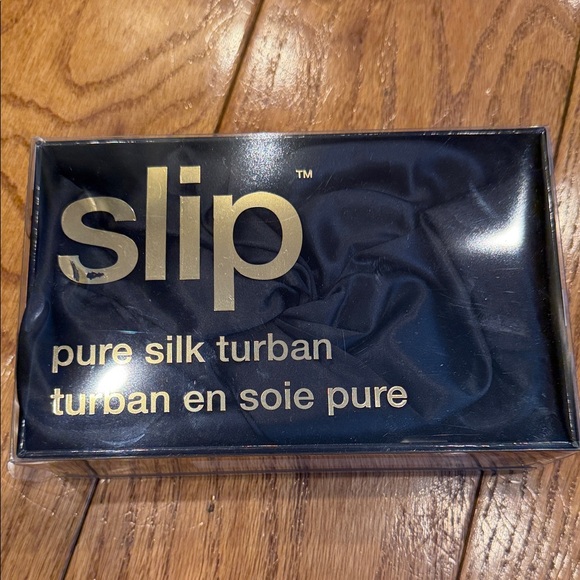 slip™
pure silk turban
turban en soie pure